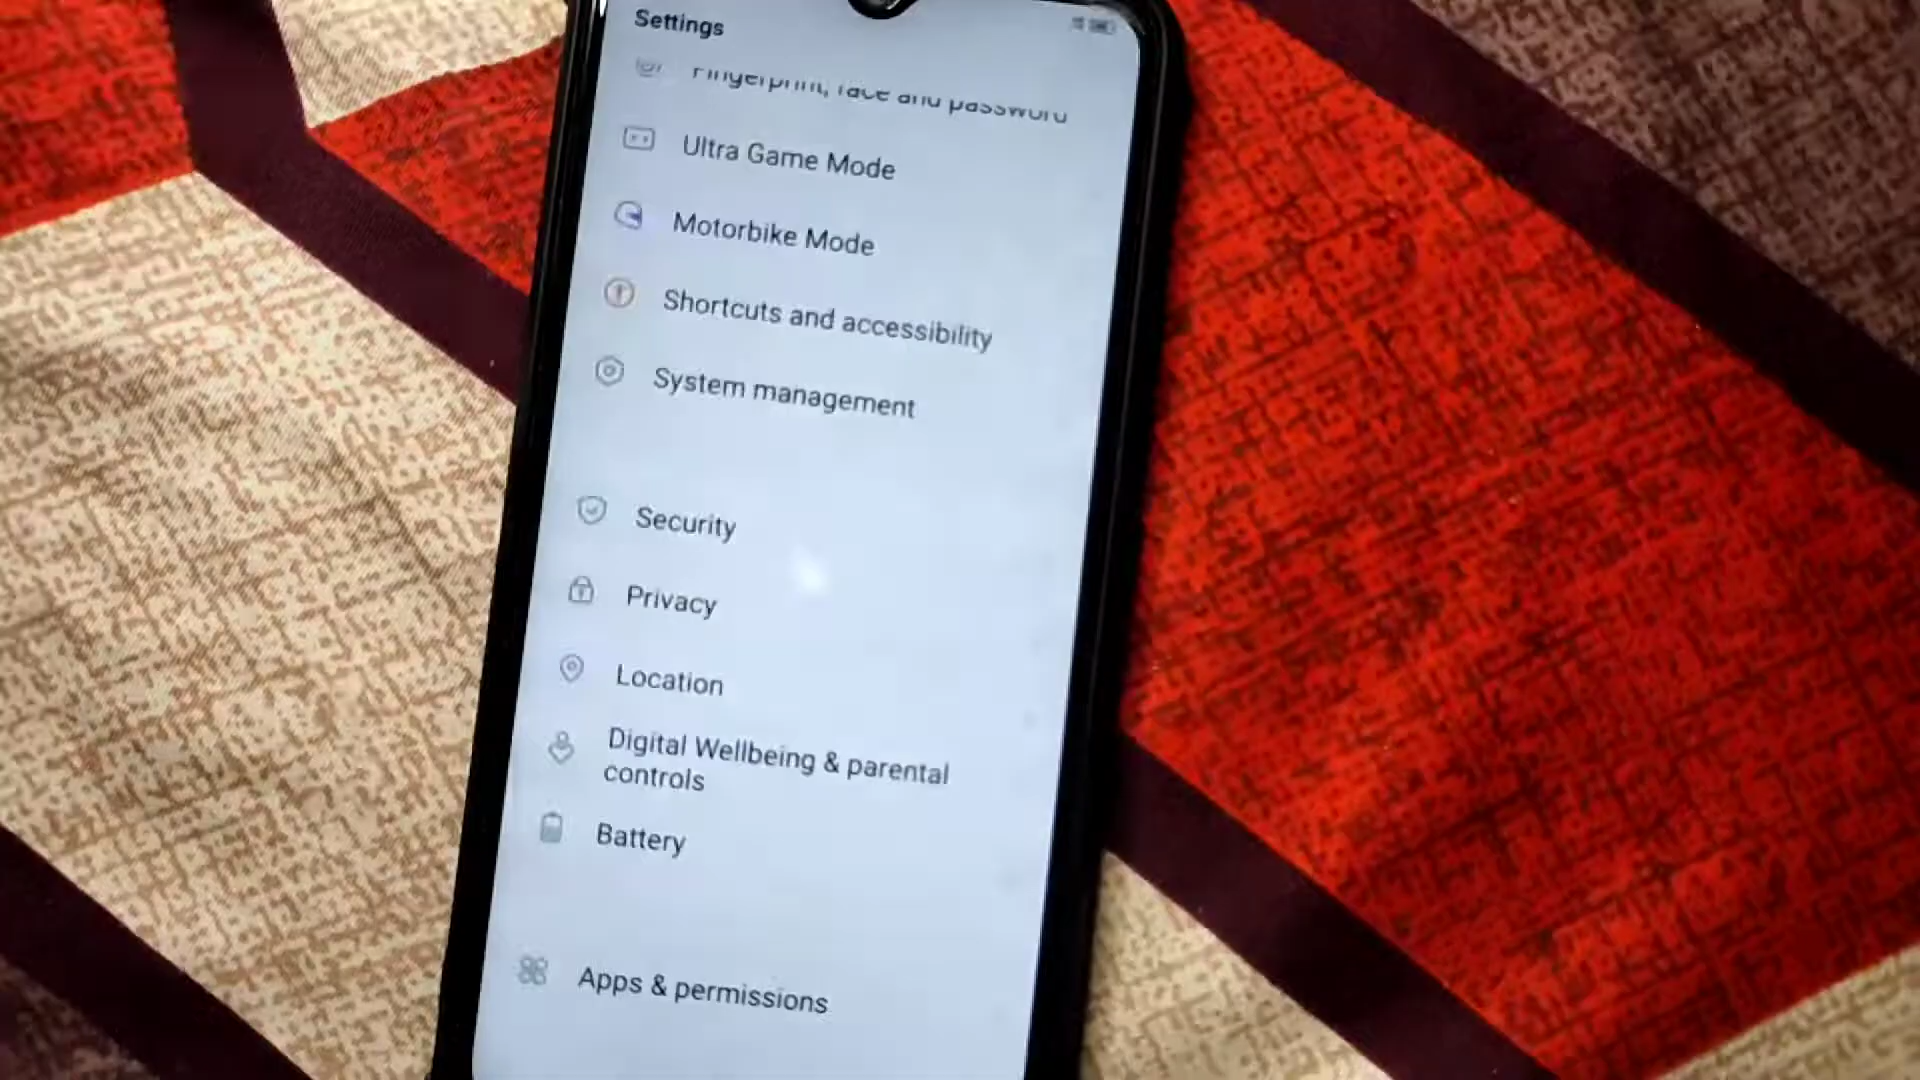 Settings
Fingerprint, face and password
Ultra Game Mode
Motorbike Mode
Shortcuts and accessibility
System management
Security
Privacy
Location
Digital Wellbeing & parental
controls
Battery
Apps & permissions